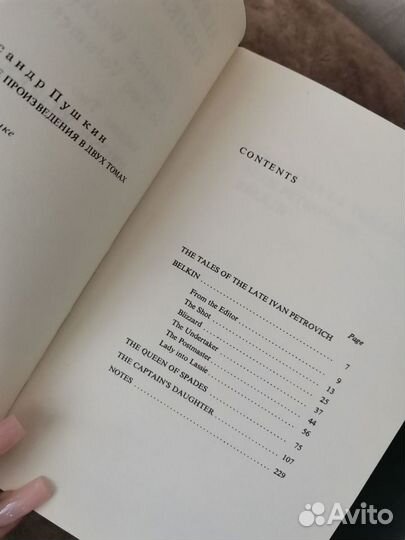 ксандр Пушкин
ПРОИЗВЕДЕНИЯ В ДВУХ ТОМАХ
CONTENTS
Page
THE TALES OF THE LATE IVAN PETROVICH
BELKIN 7
From the Editor 9
The Shot 13
Blizzard 25
The Undertaker 37
The Postmaster 44
Lady into Lassie 56
THE QUEEN OF SPADES 75
THE CAPTAIN'S DAUGHTER 107
NOTES 229
Avito